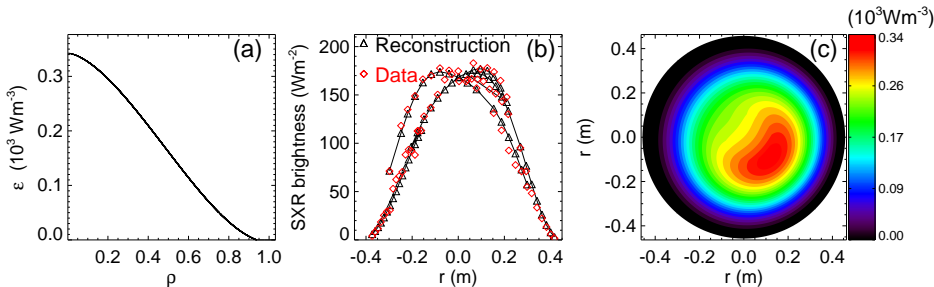 (a)
ε (10³ Wm⁻³)
0.3
0.2
0.1
0.0
0.2 0.4 0.6 0.8 1.0
ρ
(b)
△ Reconstruction
◇ Data
SXR brightness (Wm⁻²)
200
150
100
50
0
-0.4 -0.2 0.0 0.2 0.4
r (m)
(c)
r (m)
0.4
0.2
0.0
-0.2
-0.4
-0.4 -0.2 0.0 0.2 0.4
r (m)
(10³Wm⁻³)
0.34
0.26
0.17
0.09
0.00